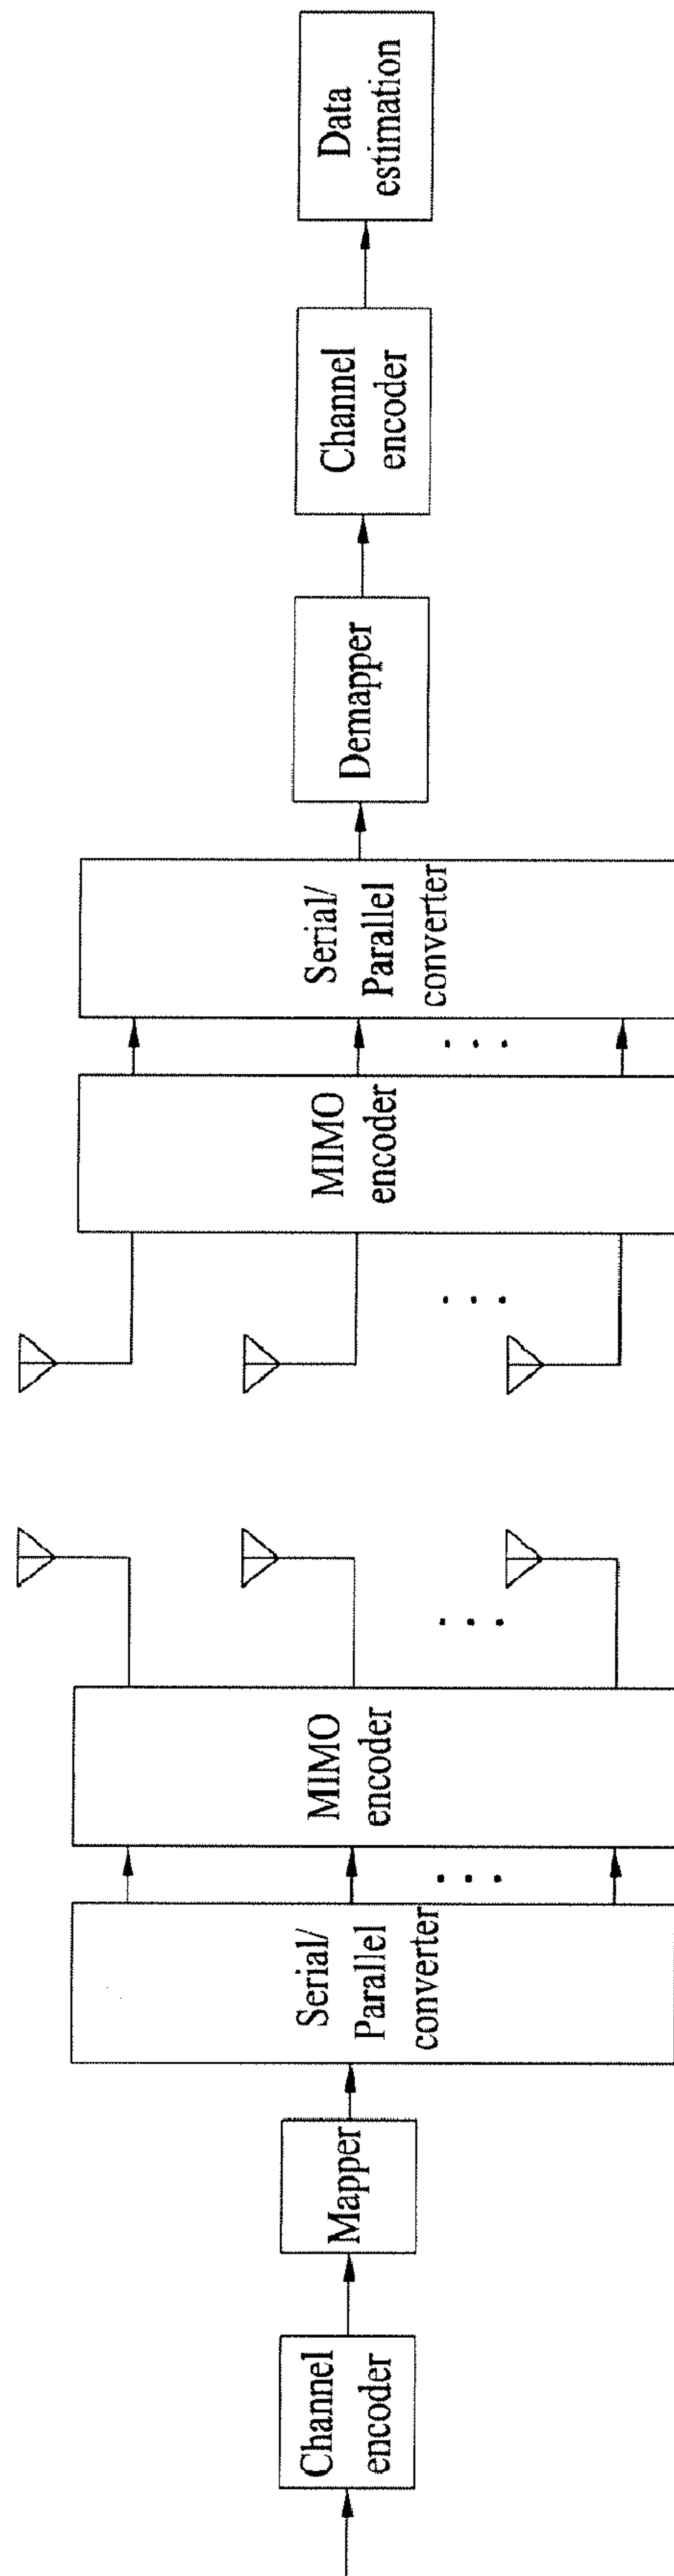 Channel
encoder
Mapper
Serial/
Parallel
converter
MIMO
encoder
MIMO
encoder
Serial/
Parallel
converter
Demapper
Channel
encoder
Data
estimation